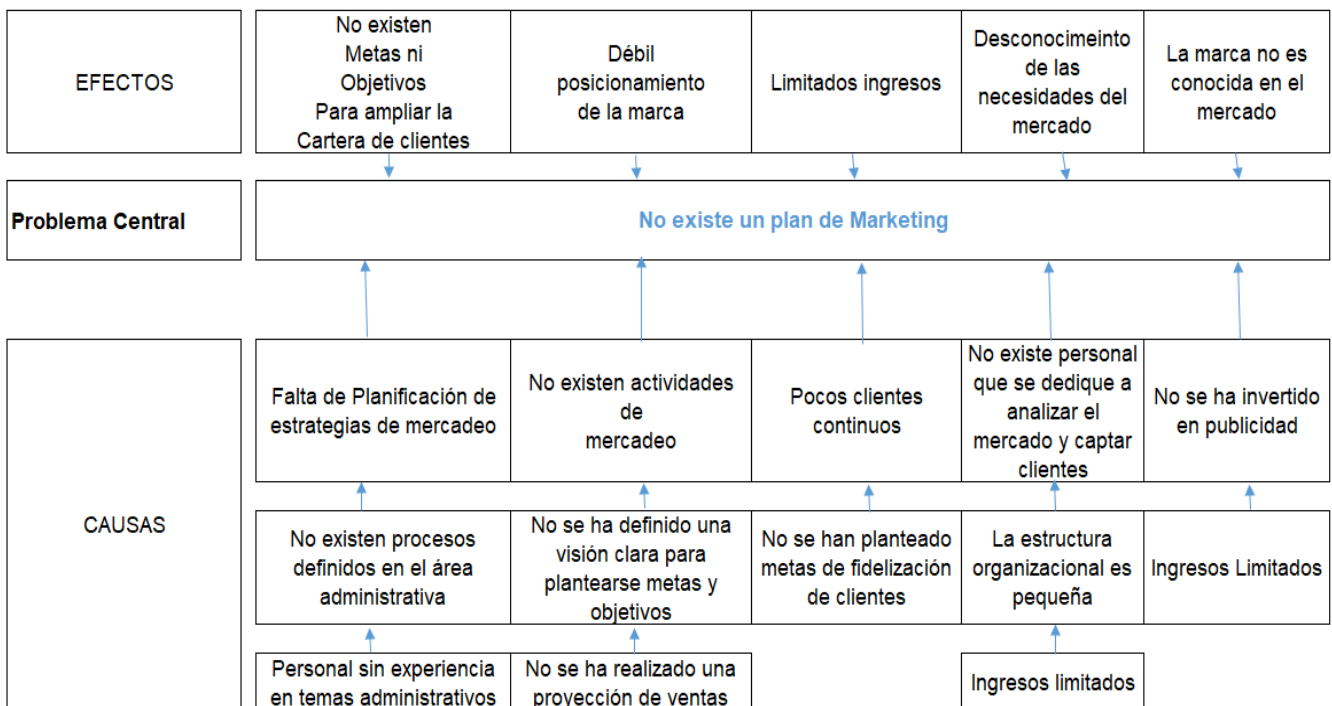 EFECTOS
No existen
Metas ni
Objetivos
Para ampliar la
Cartera de clientes
Débil
posicionamiento
de la marca
Limitados ingresos
Desconocimeinto
de las
necesidades del
mercado
La marca no es
conocida en el
mercado
Problema Central
No existe un plan de Marketing
CAUSAS
Falta de Planificación de
estrategias de mercadeo
No existen actividades
de
mercadeo
Pocos clientes
continuos
No existe personal
que se dedique a
analizar el
mercado y captar
clientes
No se ha invertido
en publicidad
No existen procesos
definidos en el área
administrativa
No se ha definido una
visión clara para
plantearse metas y
objetivos
No se han planteado
metas de fidelización
de clientes
La estructura
organizacional es
pequeña
Ingresos Limitados
Personal sin experiencia
en temas administrativos
No se ha realizado una
proyección de ventas
Ingresos limitados